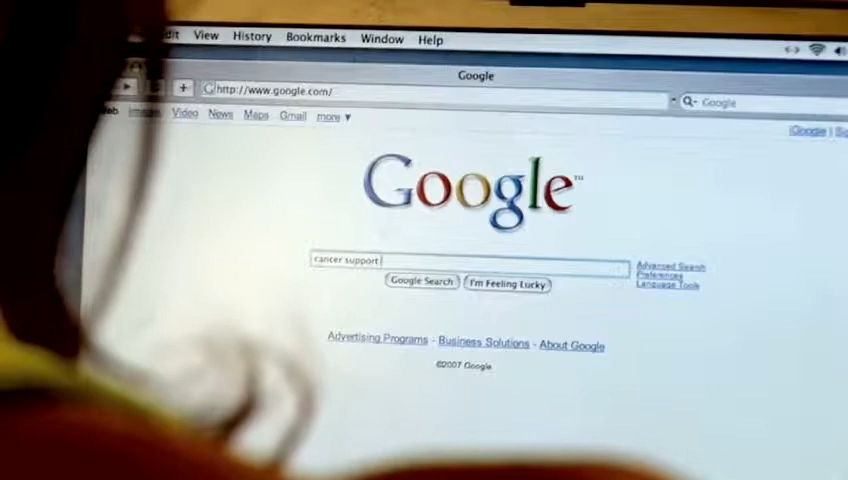 View History Bookmarks Window Help
Google
http://www.google.com/
Google
Video News Maps Gmail more ▼
Google™
cancer support
Advanced Search
Preferences
Language Tools
Google Search I'm Feeling Lucky
Advertising Programs - Business Solutions - About Google
©2007 Google